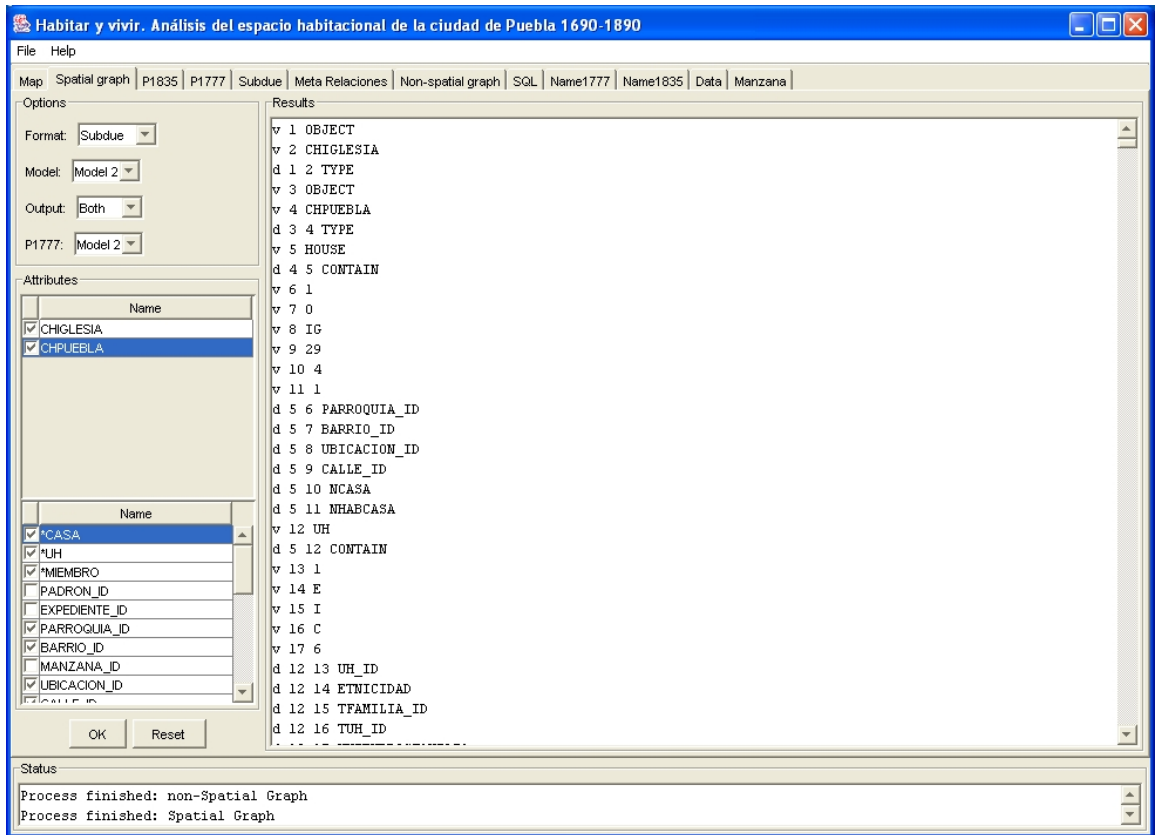 Habitar y vivir. Análisis del espacio habitacional de la ciudad de Puebla 1690-1890
File Help
Map Spatial graph P1835 P1777 Subdue Meta Relaciones Non-spatial graph SQL Name1777 Name1835 Data Manzana
Options
Format: Subdue
Model: Model 2
Output: Both
P1777: Model 2
Attributes
Name
CHIGLESIA
CHPUEBLA
Name
*CASA
*UH
*MIEMBRO
PADRON_ID
EXPEDIENTE_ID
PARROQUIA_ID
BARRIO_ID
MANZANA_ID
UBICACION_ID
CALLE_ID
OK Reset
Results
v 1 OBJECT
v 2 CHIGLESIA
d 1 2 TYPE
v 3 OBJECT
v 4 CHPUEBLA
d 3 4 TYPE
v 5 HOUSE
d 4 5 CONTAIN
v 6 1
v 7 0
v 8 IG
v 9 29
v 10 4
v 11 1
d 5 6 PARROQUIA_ID
d 5 7 BARRIO_ID
d 5 8 UBICACION_ID
d 5 9 CALLE_ID
d 5 10 NCASA
d 5 11 NHABCASA
v 12 UH
d 5 12 CONTAIN
v 13 1
v 14 E
v 15 I
v 16 C
v 17 6
d 12 13 UH_ID
d 12 14 ETNICIDAD
d 12 15 TFAMILIA_ID
d 12 16 TUH_ID
Status
Process finished: non-Spatial Graph
Process finished: Spatial Graph